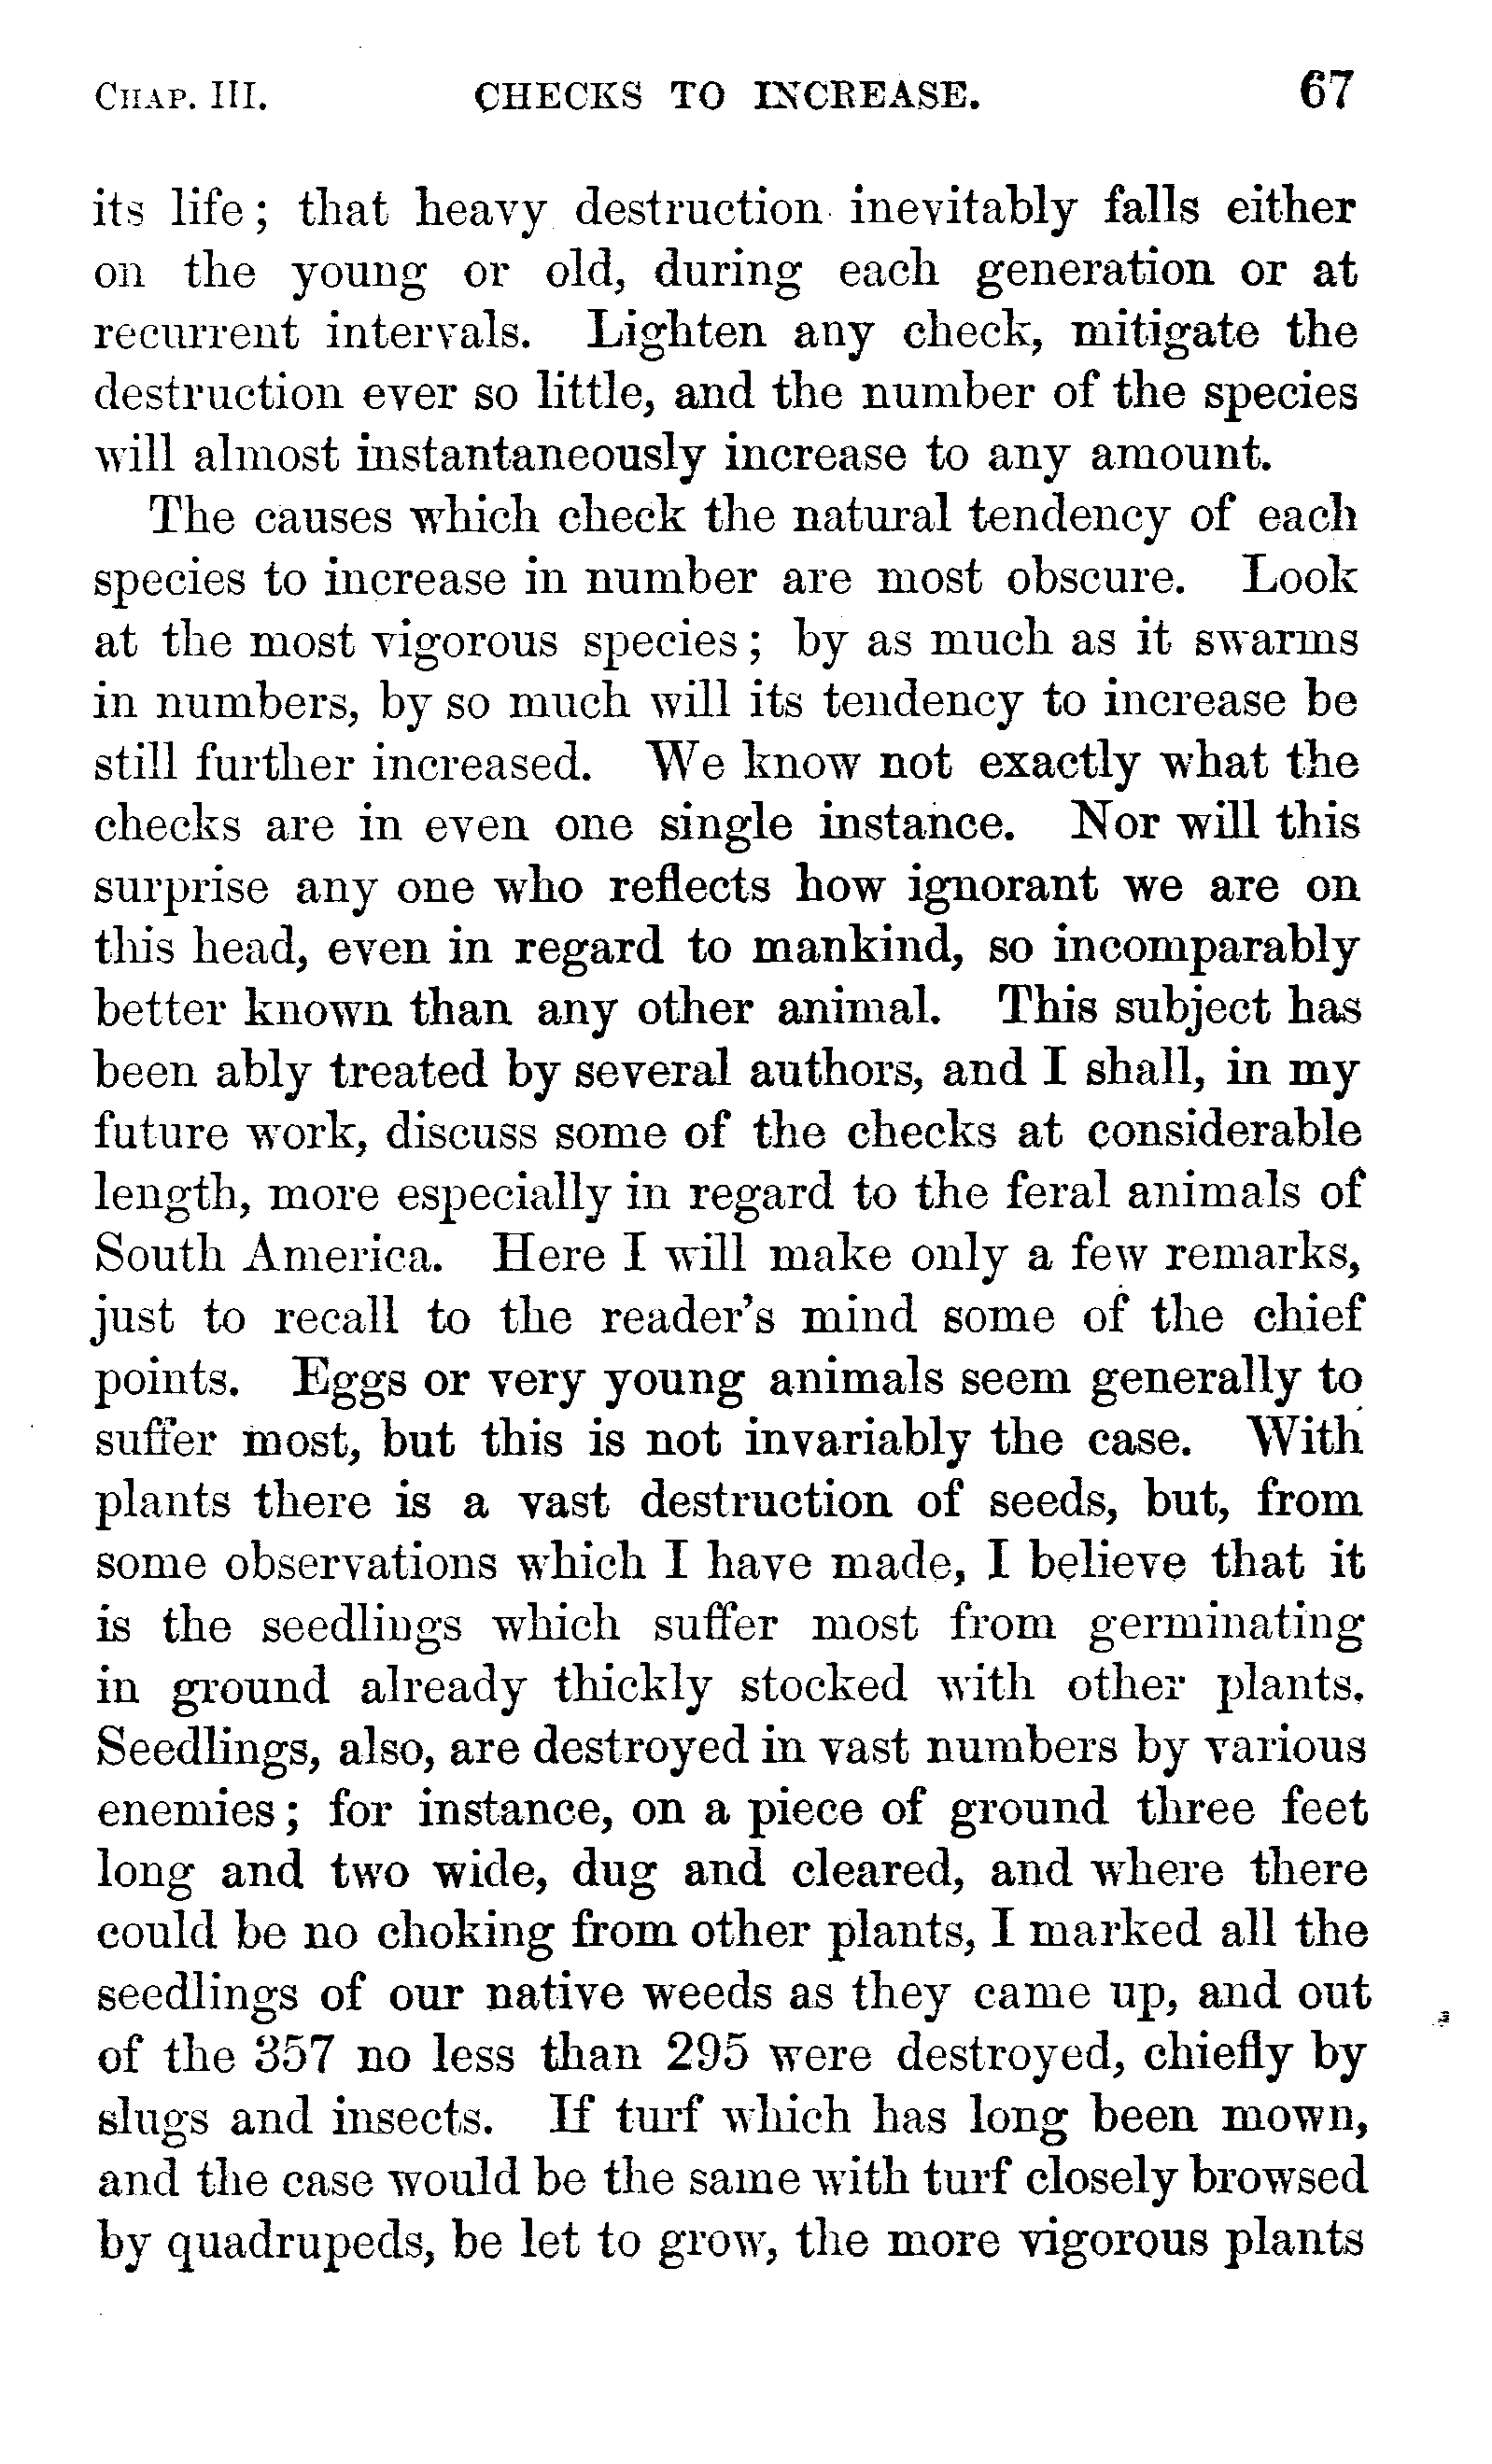 CHAP. III. CHECKS TO INCREASE. 67
its life; that heavy destruction inevitably falls either
on the young or old, during each generation or at
recurrent intervals. Lighten any check, mitigate the
destruction ever so little, and the number of the species
will almost instantaneously increase to any amount.
The causes which check the natural tendency of each
species to increase in number are most obscure. Look
at the most vigorous species; by as much as it swarms
in numbers, by so much will its tendency to increase be
still further increased. We know not exactly what the
checks are in even one single instance. Nor will this
surprise any one who reflects how ignorant we are on
this head, even in regard to mankind, so incomparably
better known than any other animal. This subject has
been ably treated by several authors, and I shall, in my
future work, discuss some of the checks at considerable
length, more especially in regard to the feral animals of
South America. Here I will make only a few remarks,
just to recall to the reader's mind some of the chief
points. Eggs or very young animals seem generally to
suffer most, but this is not invariably the case. With
plants there is a vast destruction of seeds, but, from
some observations which I have made, I believe that it
is the seedlings which suffer most from germinating
in ground already thickly stocked with other plants.
Seedlings, also, are destroyed in vast numbers by various
enemies; for instance, on a piece of ground three feet
long and two wide, dug and cleared, and where there
could be no choking from other plants, I marked all the
seedlings of our native weeds as they came up, and out
of the 357 no less than 295 were destroyed, chiefly by
slugs and insects. If turf which has long been mown,
and the case would be the same with turf closely browsed
by quadrupeds, be let to grow, the more vigorous plants